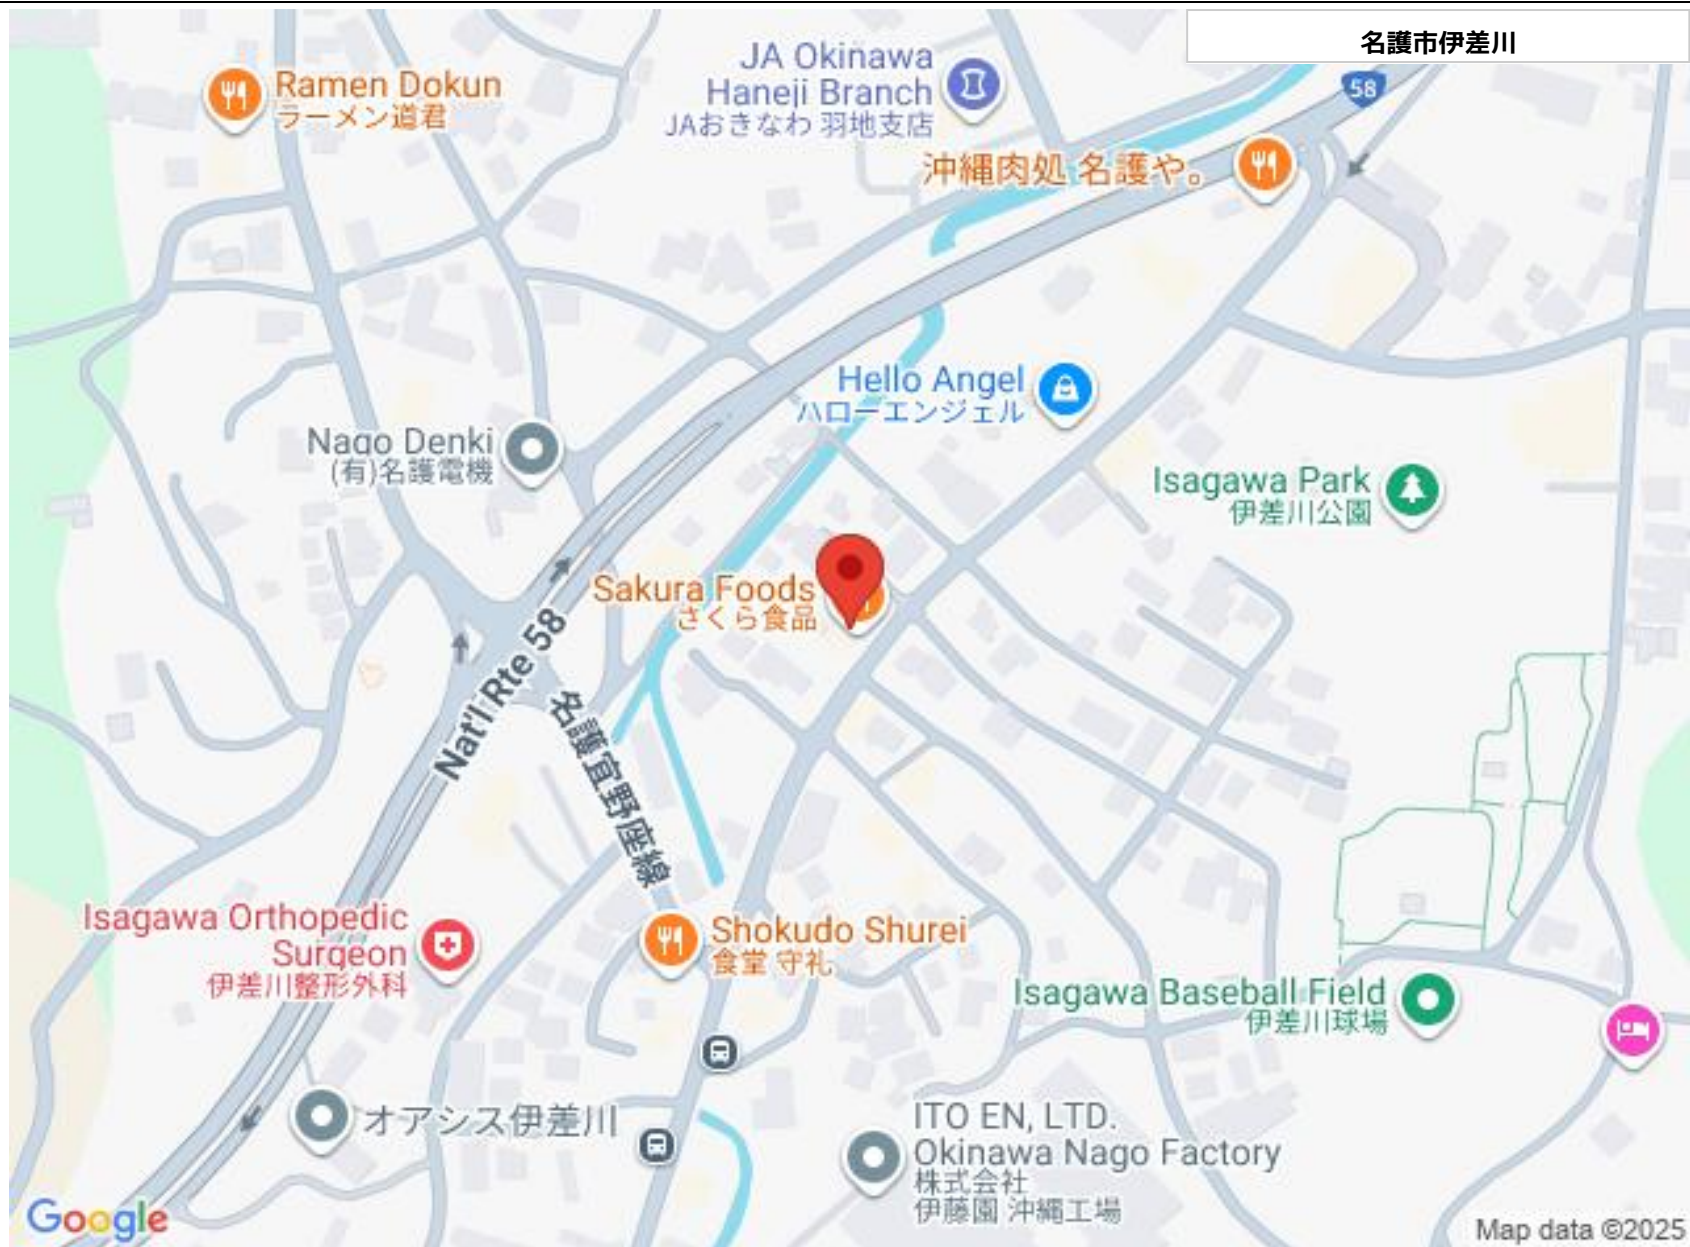 名護市伊差川
58
Ramen Dokun
ラーメン道君
JA Okinawa
Haneji Branch
JAおきなわ 羽地支店
沖縄肉処 名護や。
Hello Angel
ハローエンジェル
Nago Denki
(有)名護電機
Isagawa Park
伊差川公園
Sakura Foods
さくら食品
Nat'l Rte 58
名護宜野座線
Isagawa Orthopedic
Surgeon
伊差川整形外科
Shokudo Shurei
食堂 守礼
Isagawa Baseball Field
伊差川球場
オアシス伊差川
ITO EN, LTD.
Okinawa Nago Factory
株式会社
伊藤園 沖縄工場
Google
Map data ©2025